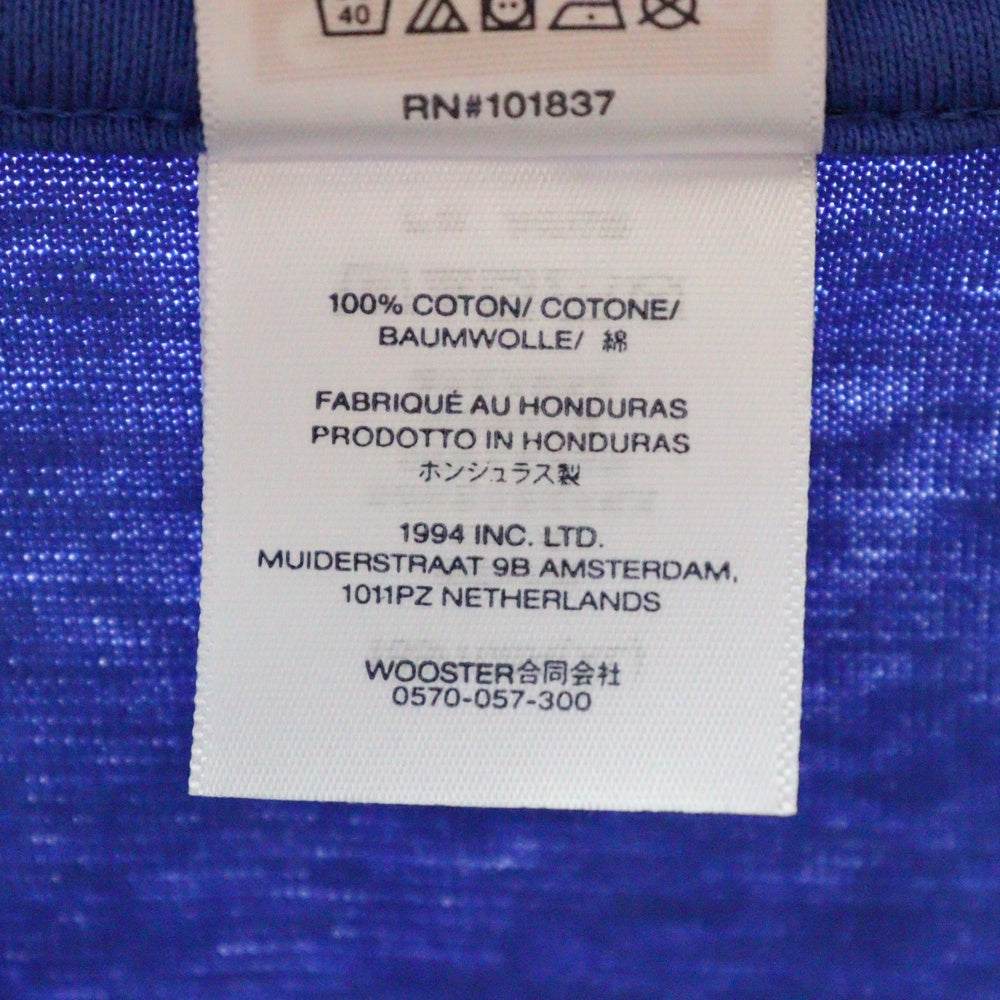 40
RN#101837
100% COTON/ COTONE/
BAUMWOLLE/ 綿
FABRIQUÉ AU HONDURAS
PRODOTTO IN HONDURAS
ホンジュラス製
1994 INC. LTD.
MUIDERSTRAAT 9B AMSTERDAM,
1011PZ NETHERLANDS
WOOSTER合同会社
0570-057-300